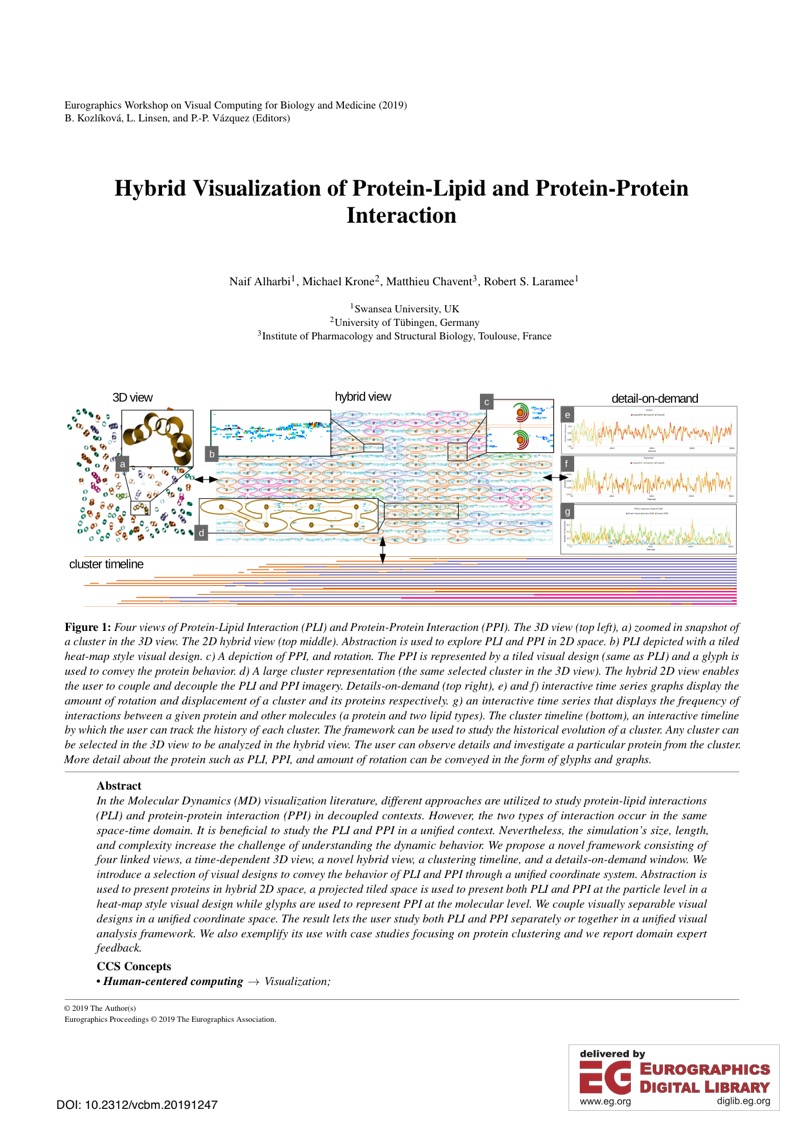 Eurographics Workshop on Visual Computing for Biology and Medicine (2019)
B. Kozlíková, L. Linsen, and P.-P. Vázquez (Editors)
Hybrid Visualization of Protein-Lipid and Protein-Protein
Interaction
Naif Alharbi1, Michael Krone2, Matthieu Chavent3, Robert S. Laramee1
1Swansea University, UK
2University of Tübingen, Germany
3Institute of Pharmacology and Structural Biology, Toulouse, France
3D view
hybrid view
detail-on-demand
a
b
c
d
e
f
g
cluster timeline
Figure 1: Four views of Protein-Lipid Interaction (PLI) and Protein-Protein Interaction (PPI). The 3D view (top left), a) zoomed in snapshot of
a cluster in the 3D view. The 2D hybrid view (top middle). Abstraction is used to explore PLI and PPI in 2D space. b) PLI depicted with a tiled
heat-map style visual design. c) A depiction of PPI, and rotation. The PPI is represented by a tiled visual design (same as PLI) and a glyph is
used to convey the protein behavior. d) A large cluster representation (the same selected cluster in the 3D view). The hybrid 2D view enables
the user to couple and decouple the PLI and PPI imagery. Details-on-demand (top right), e) and f) interactive time series graphs display the
amount of rotation and displacement of a cluster and its proteins respectively. g) an interactive time series that displays the frequency of
interactions between a given protein and other molecules (a protein and two lipid types). The cluster timeline (bottom), an interactive timeline
by which the user can track the history of each cluster. The framework can be used to study the historical evolution of a cluster. Any cluster can
be selected in the 3D view to be analyzed in the hybrid view. The user can observe details and investigate a particular protein from the cluster.
More detail about the protein such as PLI, PPI, and amount of rotation can be conveyed in the form of glyphs and graphs.
Abstract
In the Molecular Dynamics (MD) visualization literature, different approaches are utilized to study protein-lipid interactions
(PLI) and protein-protein interaction (PPI) in decoupled contexts. However, the two types of interaction occur in the same
space-time domain. It is beneficial to study the PLI and PPI in a unified context. Nevertheless, the simulation's size, length,
and complexity increase the challenge of understanding the dynamic behavior. We propose a novel framework consisting of
four linked views, a time-dependent 3D view, a novel hybrid view, a clustering timeline, and a details-on-demand window. We
introduce a selection of visual designs to convey the behavior of PLI and PPI through a unified coordinate system. Abstraction is
used to present proteins in hybrid 2D space, a projected tiled space is used to present both PLI and PPI at the particle level in a
heat-map style visual design while glyphs are used to represent PPI at the molecular level. We couple visually separable visual
designs in a unified coordinate space. The result lets the user study both PLI and PPI separately or together in a unified visual
analysis framework. We also exemplify its use with case studies focusing on protein clustering and we report domain expert
feedback.
CCS Concepts
• Human-centered computing → Visualization;
© 2019 The Author(s)
Eurographics Proceedings © 2019 The Eurographics Association.
delivered by
EG EUROGRAPHICS
DIGITAL LIBRARY
www.eg.org diglib.eg.org
DOI: 10.2312/vcbm.20191247